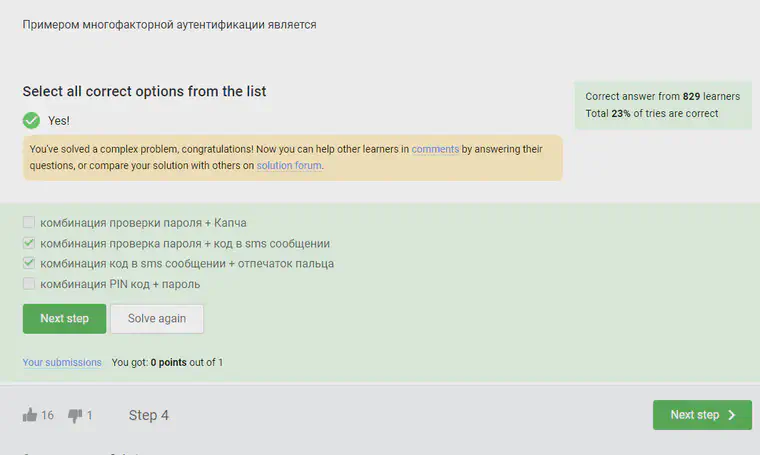 Примером многофакторной аутентификации является
Select all correct options from the list
Correct answer from 829 learners
Total 23% of tries are correct
Yes!
You've solved a complex problem, congratulations! Now you can help other learners in comments by answering their
questions, or compare your solution with others on solution forum.
комбинация проверки пароля + Капча
комбинация проверка пароля + код в sms сообщении
комбинация код в sms сообщении + отпечаток пальца
комбинация PIN код + пароль
Next step
Solve again
Your submissions You got: 0 points out of 1
16 1 Step 4
Next step